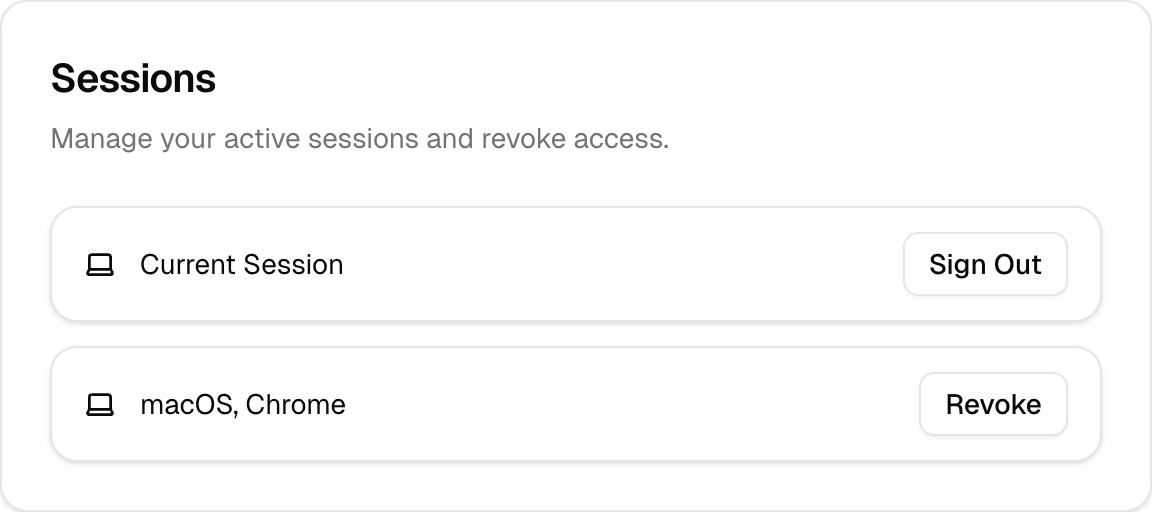 Sessions
Manage your active sessions and revoke access.
Current Session
Sign Out
macOS, Chrome
Revoke